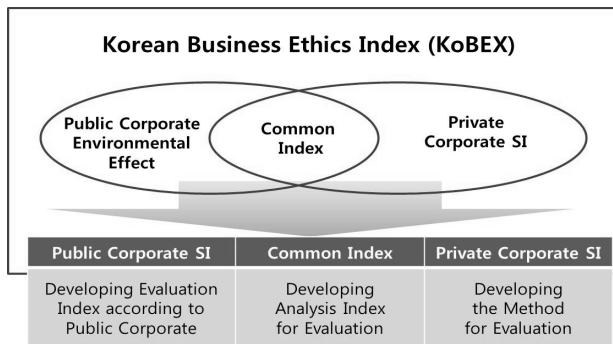 Korean Business Ethics Index (KoBEX)
Public Corporate
Environmental
Effect
Common
Index
Private
Corporate SI
Public Corporate SI
Common Index
Private Corporate SI
Developing Evaluation
Index according to
Public Corporate
Developing
Analysis Index
for Evaluation
Developing
the Method
for Evaluation